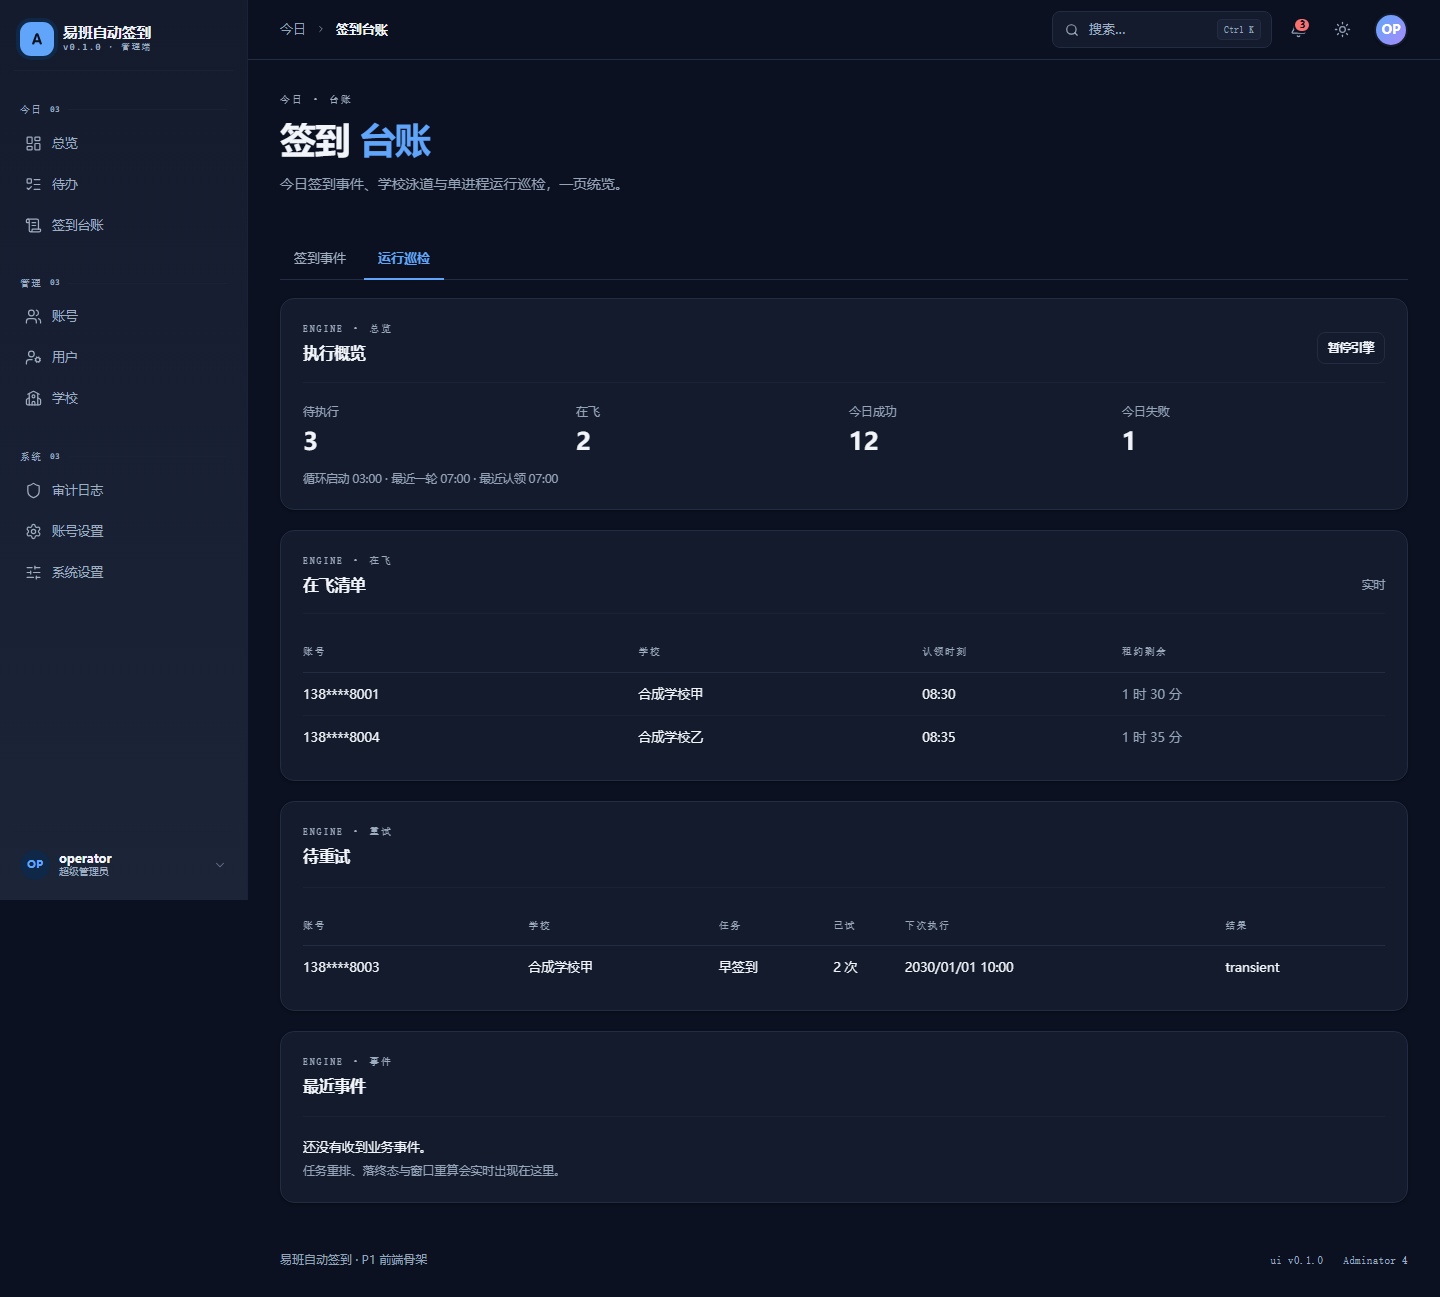 A
易班自动签到
v0.1.0 · 管理端
今日 03
总览
待办
签到台账
管理 03
账号
用户
学校
系统 03
审计日志
账号设置
系统设置
OP
operator
超级管理员
今日 › 签到台账
搜索... Ctrl K
3
OP
今日 • 台账
签到 台账
今日签到事件、学校泳道与单进程运行巡检，一页统览。
签到事件 运行巡检
ENGINE • 总览
执行概览
暂停引擎
待执行 在飞 今日成功 今日失败
3 2 12 1
循环启动 03:00 · 最近一轮 07:00 · 最近认领 07:00
ENGINE • 在飞
在飞清单
实时
账号 学校 认领时刻 租约剩余
138****8001 合成学校甲 08:30 1 时 30 分
138****8004 合成学校乙 08:35 1 时 35 分
ENGINE • 重试
待重试
账号 学校 任务 已试 下次执行 结果
138****8003 合成学校甲 早签到 2 次 2030/01/01 10:00 transient
ENGINE • 事件
最近事件
还没有收到业务事件。
任务重排、落终态与窗口重算会实时出现在这里。
易班自动签到 · P1 前端骨架
ui v0.1.0 Adminator 4